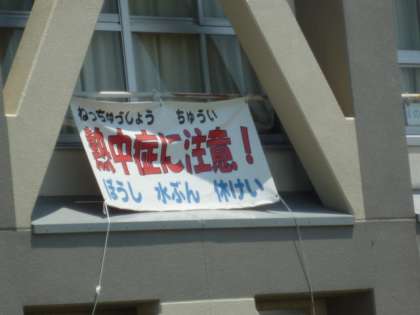 ねっちゅうしょう ちゅうい
熱中症に注意！
ぼうし 水ぶん 休けい